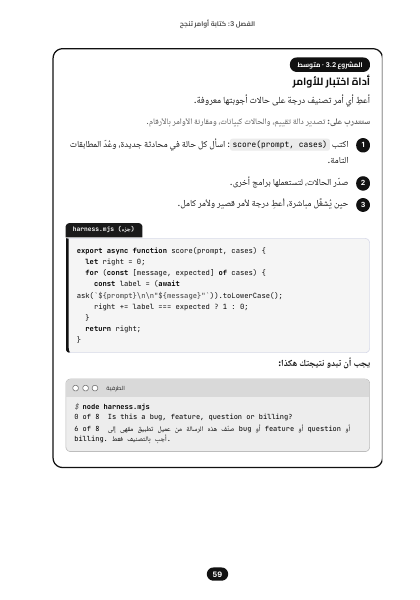 الفصل 3: كتابة أوامر تنجح
المشروع 3.2 · متوسط
أداة اختبار للأوامر
أعطِ أي أمر تصنيف درجة على حالات أجوبتها معروفة.
ستتدرب على: تصدير دالة تقييم، والحالات كبيانات، ومقارنة الأوامر بالأرقام.
1 اكتب score(prompt, cases): اسأل كل حالة في محادثة جديدة، وعُدّ المطابقات
التامة.
2 صدّر الحالات، لتستعملها برامج أخرى.
3 حين يُشغَّل مباشرة، أعطِ درجة لأمر قصير ولأمر كامل.
harness.mjs (جزء)
export async function score(prompt, cases) {
  let right = 0;
  for (const [message, expected] of cases) {
    const label = (await
ask(`${prompt}\n\n"${message}"`)).toLowerCase();
    right += label === expected ? 1 : 0;
  }
  return right;
}
يجب أن تبدو نتيجتك هكذا:
الطرفية
$ node harness.mjs
0 of 8  Is this a bug, feature, question or billing?
6 of 8  صنّف هذه الرسالة من عميل تطبيق مقهى إلى bug أو feature أو question أو
billing. أجب بالتصنيف فقط.
59